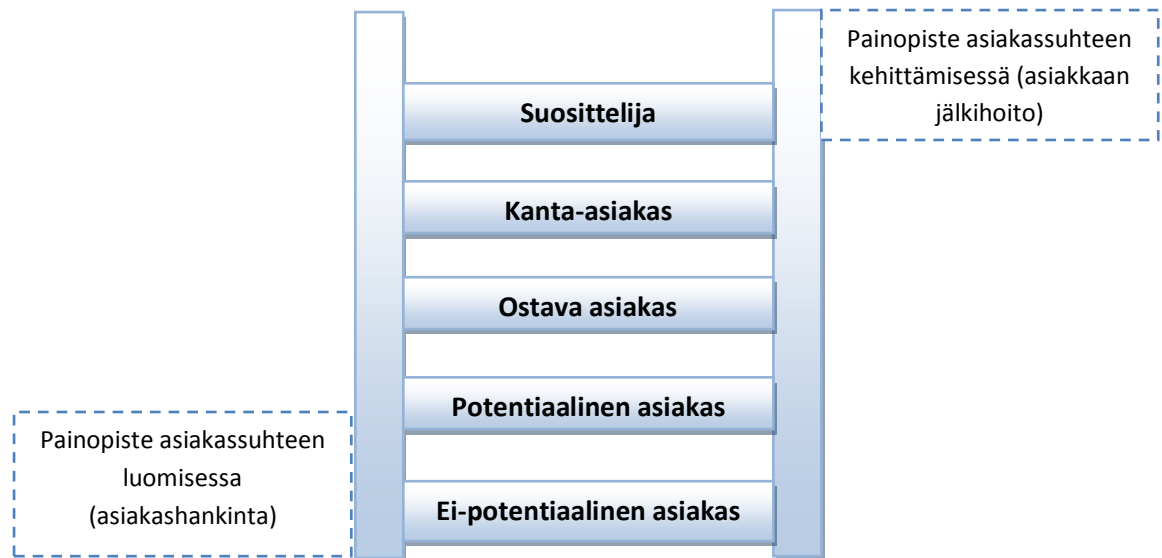 Painopiste asiakassuhteen
kehittämisessä (asiakkaan
jälkihoito)
Suosittelija
Kanta-asiakas
Ostava asiakas
Potentiaalinen asiakas
Painopiste asiakassuhteen
luomisessa
(asiakashankinta)
Ei-potentiaalinen asiakas